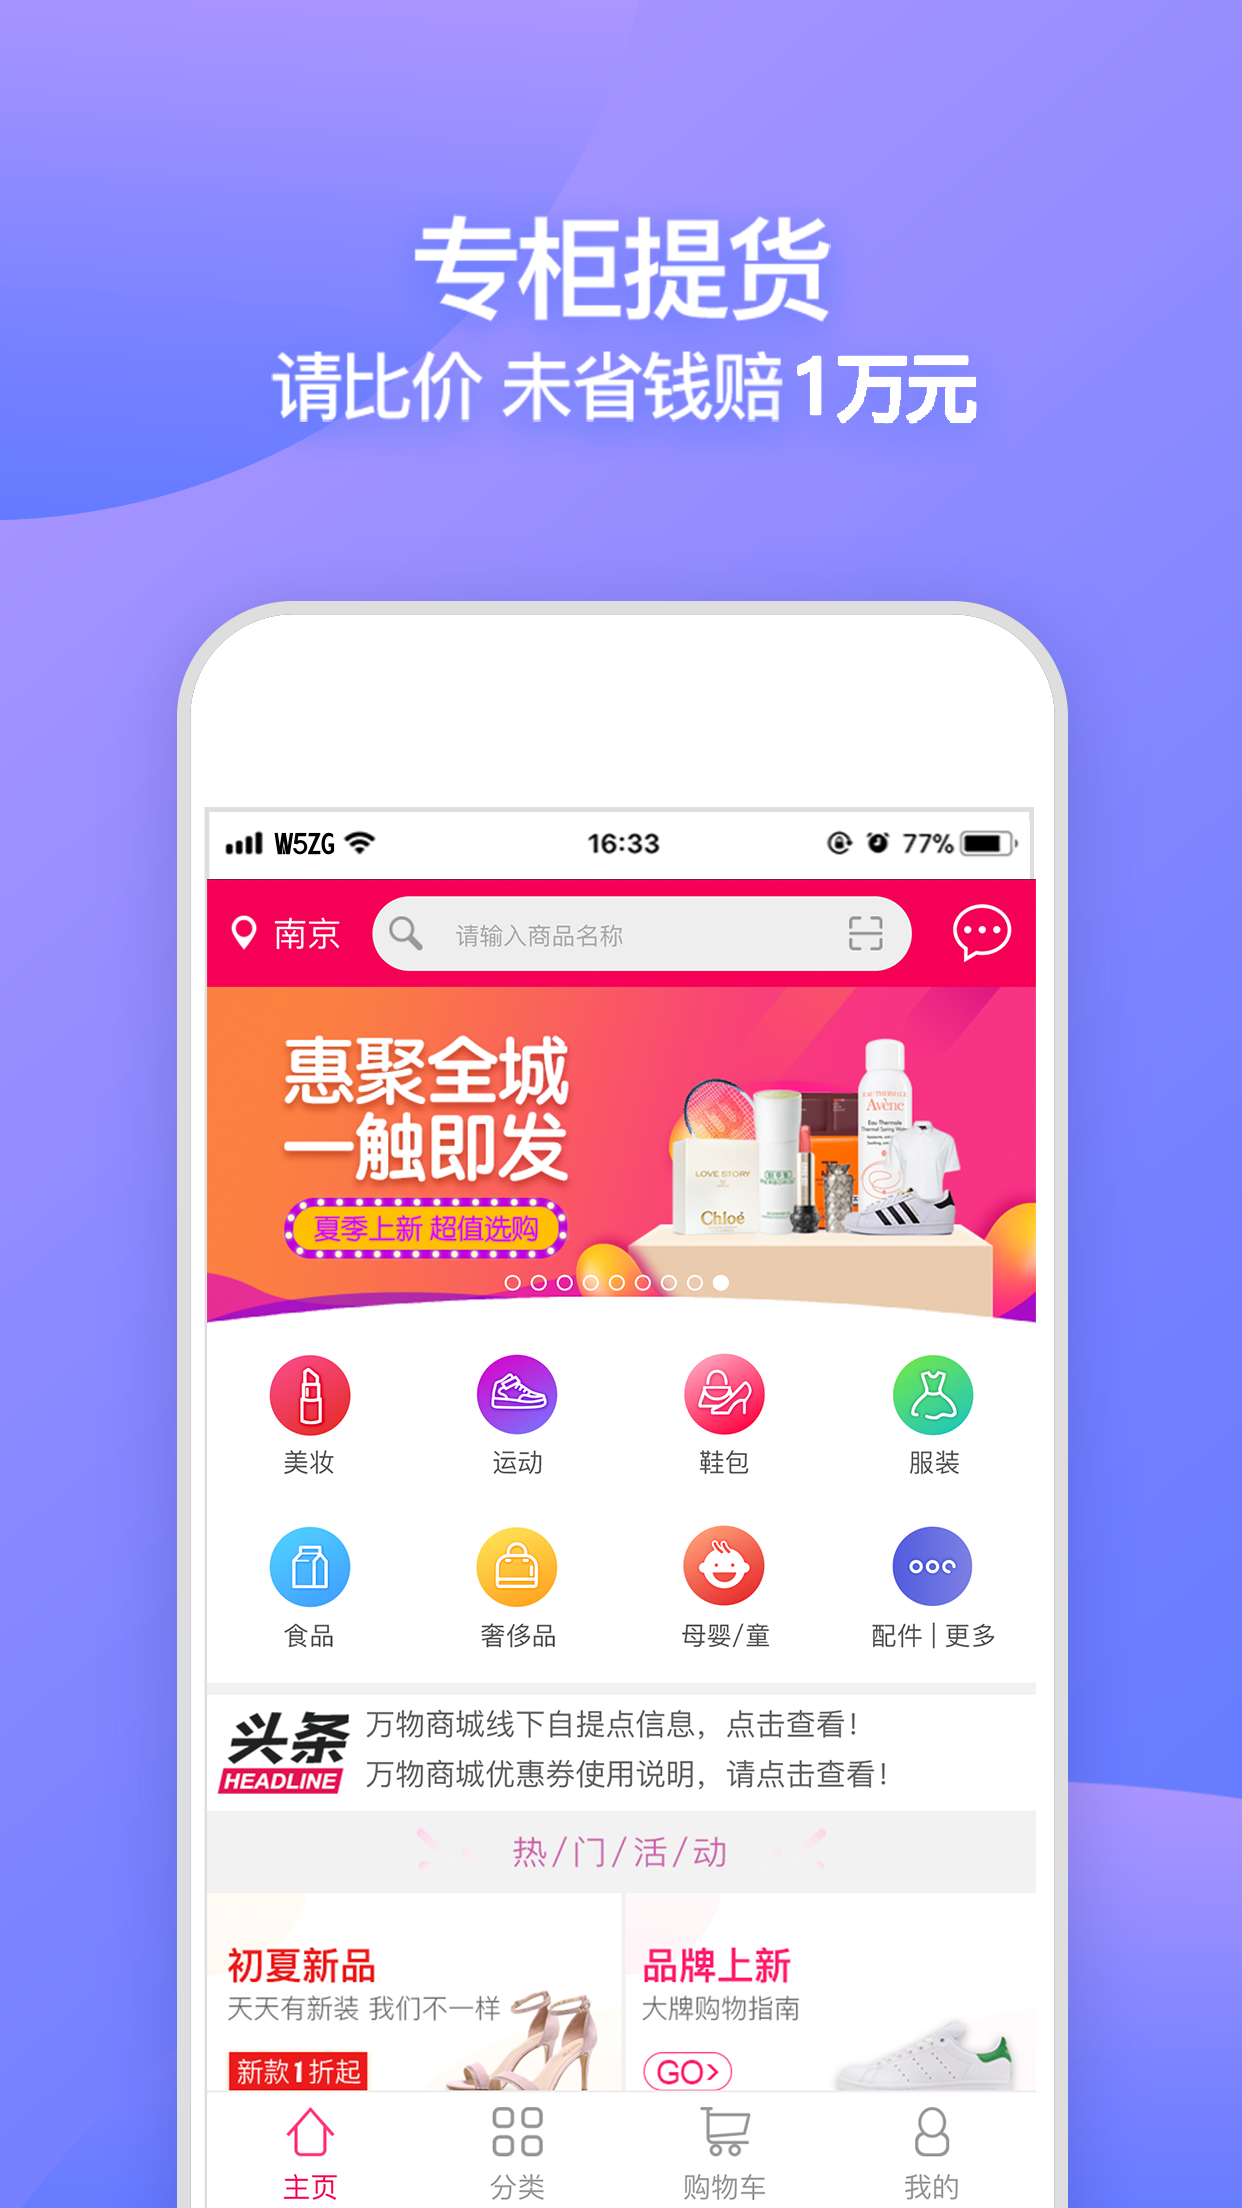 专柜提货
请比价 未省钱赔1万元
W5ZG 16:33 77%
南京 请输入商品名称
惠聚全城
一触即发
夏季上新 超值选购
LOVE STORY
Chloé
EAU THERMALE
Avène
Eau Thermale
Thermal Spring Water
美妆 运动 鞋包 服装
食品 奢侈品 母婴/童 配件 | 更多
头条 万物商城线下自提点信息，点击查看！
HEADLINE 万物商城优惠券使用说明，请点击查看！
热/门/活/动
初夏新品 品牌上新
天天有新装 我们不一样 大牌购物指南
新款1折起 GO>
主页 分类 购物车 我的